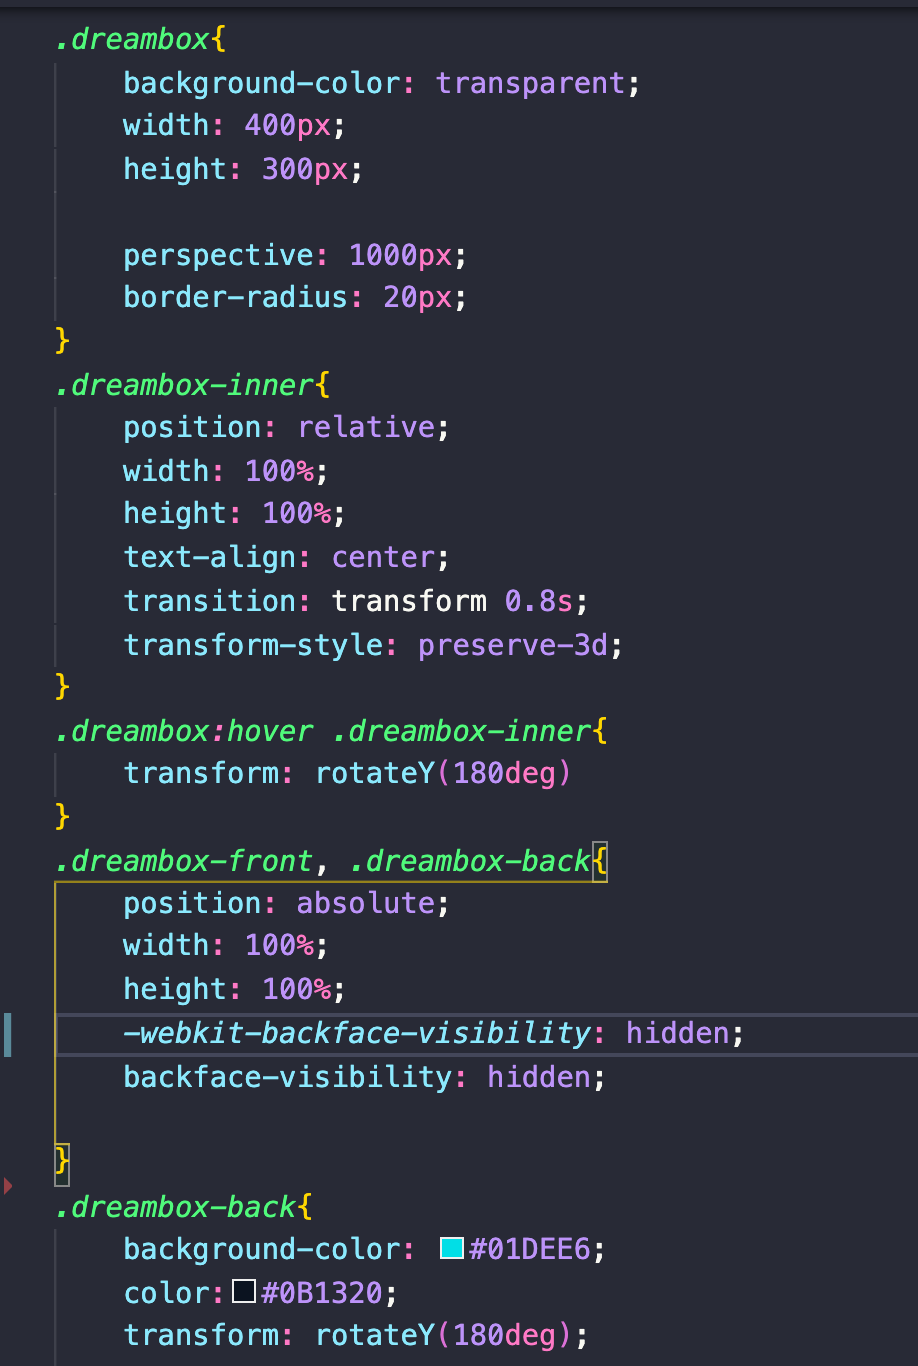 .dreambox{
background-color: transparent;
width: 400px;
height: 300px;
perspective: 1000px;
border-radius: 20px;
}
.dreambox-inner{
position: relative;
width: 100%;
height: 100%;
text-align: center;
transition: transform 0.8s;
transform-style: preserve-3d;
}
.dreambox:hover .dreambox-inner{
transform: rotateY(180deg)
}
.dreambox-front, .dreambox-back{
position: absolute;
width: 100%;
height: 100%;
-webkit-backface-visibility: hidden;
backface-visibility: hidden;
}
.dreambox-back{
background-color: #01DEE6;
color:#0B1320;
transform: rotateY(180deg);